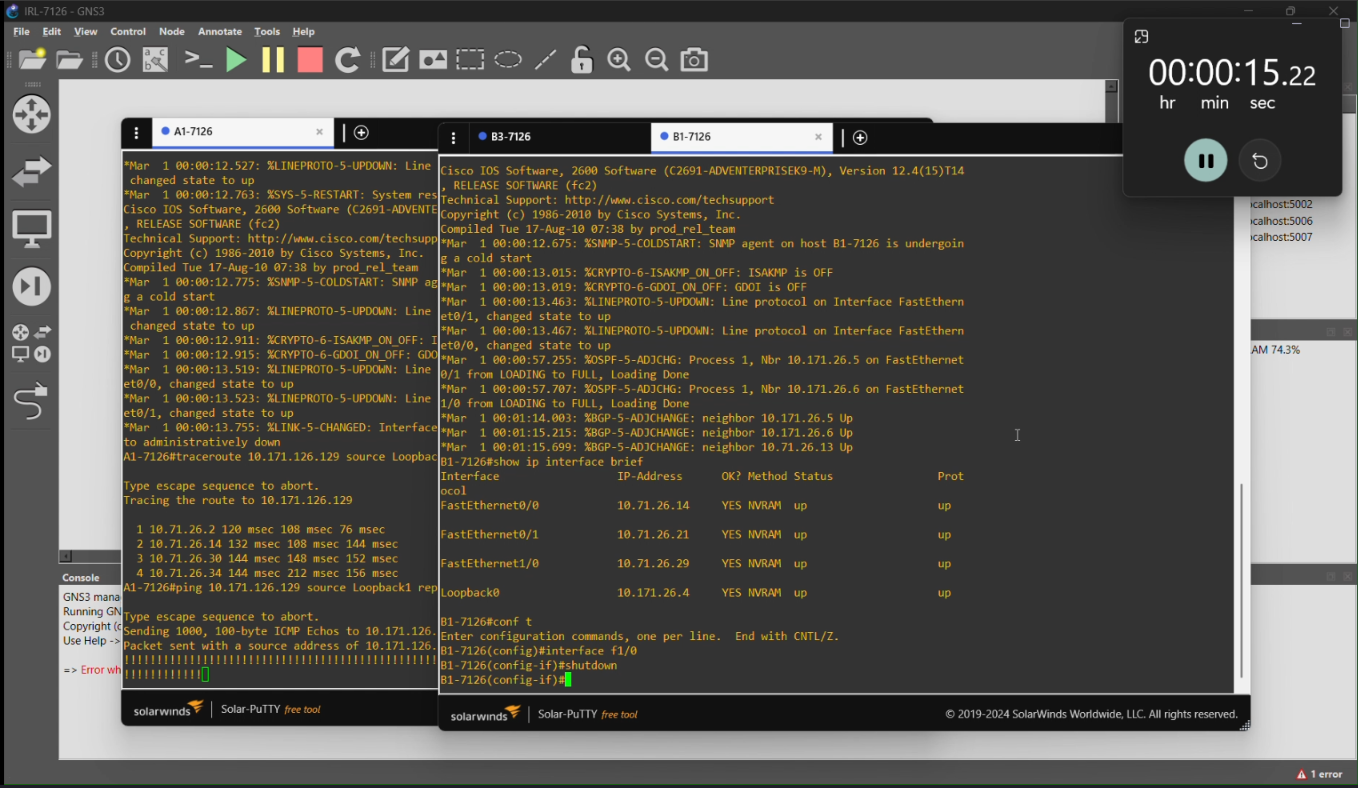 IRL-7126 - GNS3
File Edit View Control Node Annotate Tools Help
00:00:15.22
hr min sec
A1-7126
*Mar 1 00:00:12.527: %LINEPROTO-5-UPDOWN: Line
changed state to up
*Mar 1 00:00:12.763: %SYS-5-RESTART: System res
Cisco IOS Software, 2600 Software (C2691-ADVENTE
, RELEASE SOFTWARE (fc2)
Technical Support: http://www.cisco.com/techsupp
Copyright (c) 1986-2010 by Cisco Systems, Inc.
Compiled Tue 17-Aug-10 07:38 by prod_rel_team
*Mar 1 00:00:12.775: %SNMP-5-COLDSTART: SNMP ag
g a cold start
*Mar 1 00:00:12.867: %LINEPROTO-5-UPDOWN: Line
changed state to up
*Mar 1 00:00:12.911: %CRYPTO-6-ISAKMP_ON_OFF: I
*Mar 1 00:00:12.915: %CRYPTO-6-GDOI_ON_OFF: GDO
*Mar 1 00:00:13.519: %LINEPROTO-5-UPDOWN: Line
et0/0, changed state to up
*Mar 1 00:00:13.523: %LINEPROTO-5-UPDOWN: Line
et0/1, changed state to up
*Mar 1 00:00:13.755: %LINK-5-CHANGED: Interface
to administratively down
A1-7126#traceroute 10.171.126.129 source Loopbac
Type escape sequence to abort.
Tracing the route to 10.171.126.129
1 10.71.26.2 120 msec 108 msec 76 msec
2 10.71.26.14 132 msec 108 msec 144 msec
3 10.71.26.30 144 msec 148 msec 152 msec
4 10.71.26.34 144 msec 212 msec 156 msec
A1-7126#ping 10.171.126.129 source Loopback1 rep
Type escape sequence to abort.
Sending 1000, 100-byte ICMP Echos to 10.171.126.
Packet sent with a source address of 10.171.126.
!!!!!!!!!!!!!!!!!!!!!!!!!!!!!!!!!!!!!!!!!!!!!!!!
!!!!!!!!!!!!
solarwinds Solar-PuTTY free tool
B3-7126 B1-7126
Cisco IOS Software, 2600 Software (C2691-ADVENTERPRISEK9-M), Version 12.4(15)T14
, RELEASE SOFTWARE (fc2)
Technical Support: http://www.cisco.com/techsupport
Copyright (c) 1986-2010 by Cisco Systems, Inc.
Compiled Tue 17-Aug-10 07:38 by prod_rel_team
*Mar 1 00:00:12.675: %SNMP-5-COLDSTART: SNMP agent on host B1-7126 is undergoin
g a cold start
*Mar 1 00:00:13.015: %CRYPTO-6-ISAKMP_ON_OFF: ISAKMP is OFF
*Mar 1 00:00:13.019: %CRYPTO-6-GDOI_ON_OFF: GDOI is OFF
*Mar 1 00:00:13.463: %LINEPROTO-5-UPDOWN: Line protocol on Interface FastEthern
et0/1, changed state to up
*Mar 1 00:00:13.467: %LINEPROTO-5-UPDOWN: Line protocol on Interface FastEthern
et0/0, changed state to up
*Mar 1 00:00:57.255: %OSPF-5-ADJCHG: Process 1, Nbr 10.171.26.5 on FastEthernet
0/1 from LOADING to FULL, Loading Done
*Mar 1 00:00:57.707: %OSPF-5-ADJCHG: Process 1, Nbr 10.171.26.6 on FastEthernet
1/0 from LOADING to FULL, Loading Done
*Mar 1 00:01:14.003: %BGP-5-ADJCHANGE: neighbor 10.171.26.5 Up
*Mar 1 00:01:15.215: %BGP-5-ADJCHANGE: neighbor 10.171.26.6 Up
*Mar 1 00:01:15.699: %BGP-5-ADJCHANGE: neighbor 10.71.26.13 Up
B1-7126#show ip interface brief
Interface IP-Address OK? Method Status Prot
ocol
FastEthernet0/0 10.71.26.14 YES NVRAM up up
FastEthernet0/1 10.71.26.21 YES NVRAM up up
FastEthernet1/0 10.71.26.29 YES NVRAM up up
Loopback0 10.171.26.4 YES NVRAM up up
B1-7126#conf t
Enter configuration commands, one per line. End with CNTL/Z.
B1-7126(config)#interface f1/0
B1-7126(config-if)#shutdown
B1-7126(config-if)#
solarwinds Solar-PuTTY free tool © 2019-2024 SolarWinds Worldwide, LLC. All rights reserved.
calhost:5002
calhost:5006
calhost:5007
AM 74.3%
Console
GNS3 mana
Running GN
Copyright (c
Use Help ->
=> Error wh
1 error